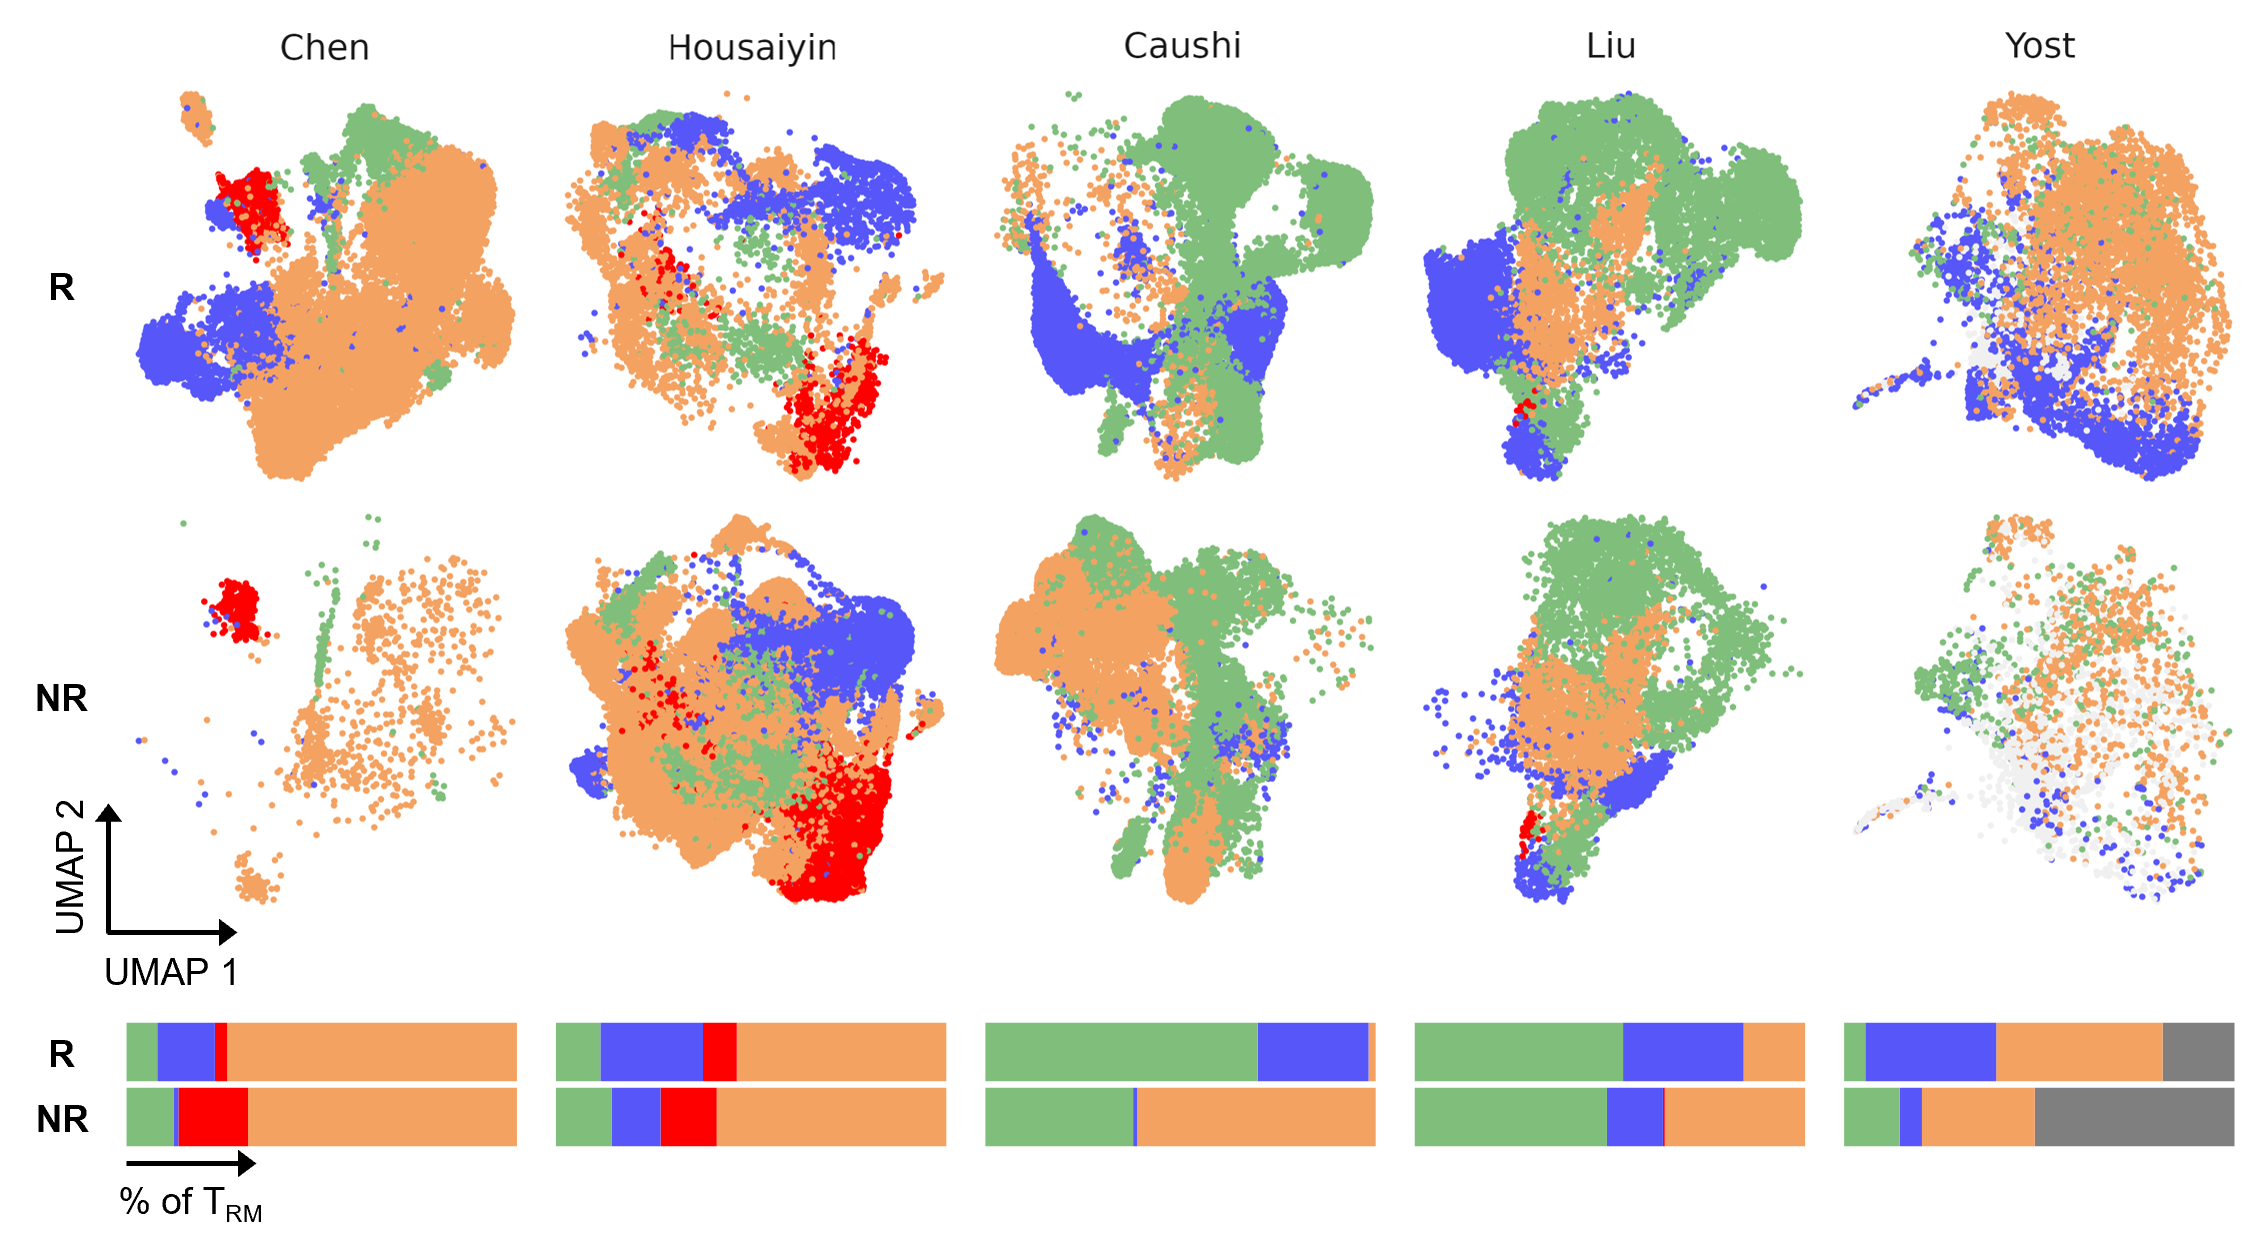 Chen Housaiyin Caushi Liu Yost
R
NR
UMAP 2
UMAP 1
R
NR
% of TRM